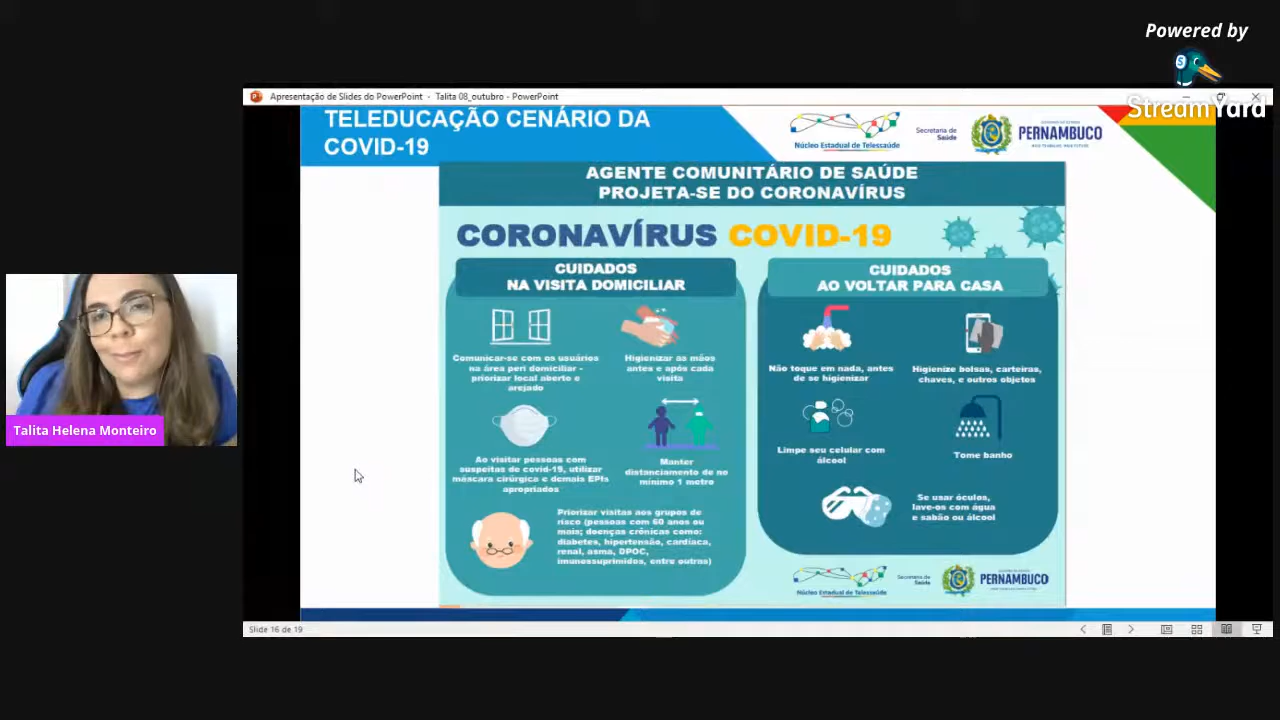 Powered by
StreamYard
Apresentação de Slides do PowerPoint - Talita 08_outubro - PowerPoint
TELEDUCAÇÃO CENÁRIO DA
COVID-19
Núcleo Estadual de Telessaúde
Secretaria de
Saúde
PERNAMBUCO
AGENTE COMUNITÁRIO DE SAÚDE
PROJETA-SE DO CORONAVÍRUS
CORONAVÍRUS COVID-19
CUIDADOS
NA VISITA DOMICILIAR
Comunicar-se com os usuários
na área peri domiciliar -
priorizar local aberto e
arejado
Higienizar as mãos
antes e após cada
visita
Ao visitar pessoas com
suspeitas de covid-19, utilizar
máscara cirúrgica e demais EPIs
apropriados
Manter
distanciamento de no
mínimo 1 metro
Priorizar visitas aos grupos de
risco (pessoas com 60 anos ou
mais; doenças crônicas como:
diabetes, hipertensão, cardíaca,
renal, asma, DPOC,
imunossuprimidos, entre outras)
CUIDADOS
AO VOLTAR PARA CASA
Não toque em nada, antes
de se higienizar
Higienize bolsas, carteiras,
chaves, e outros objetos
Limpe seu celular com
álcool
Tome banho
Se usar óculos,
lave-os com água
e sabão ou álcool
Núcleo Estadual de Telessaúde
Secretaria de
Saúde
PERNAMBUCO
Talita Helena Monteiro
Slide 16 de 19